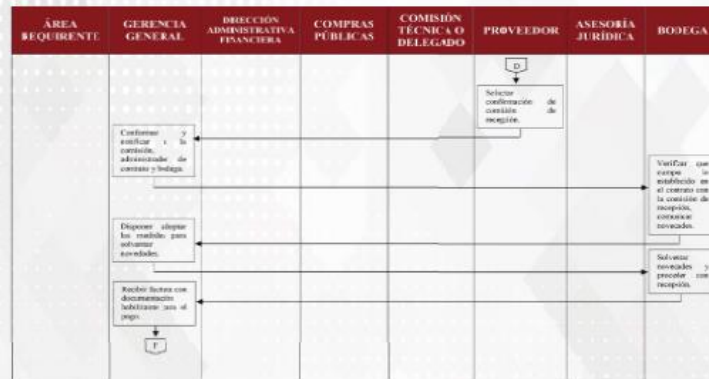 ÁREA REQUIRENTE
GERENCIA GENERAL
DIRECCIÓN ADMINISTRATIVA FINANCIERA
COMPRAS PÚBLICAS
COMISIÓN TÉCNICA O DELEGADO
PROVEEDOR
ASESORÍA JURÍDICA
BODEGA
D
Solicitar
confirmación de
comisión de
recepción.
Conformar y
notificar a la
comisión,
administrador de
contrato y bodega.
Verificar que
cumpla lo
establecido en
el contrato con
la comisión de
recepción,
comunicar
novedades.
Disponer adoptar
las medidas para
solventar
novedades.
Solventar
novedades y
proceder con
recepción.
Recibir factura con
documentación
habilitante para el
pago.
F